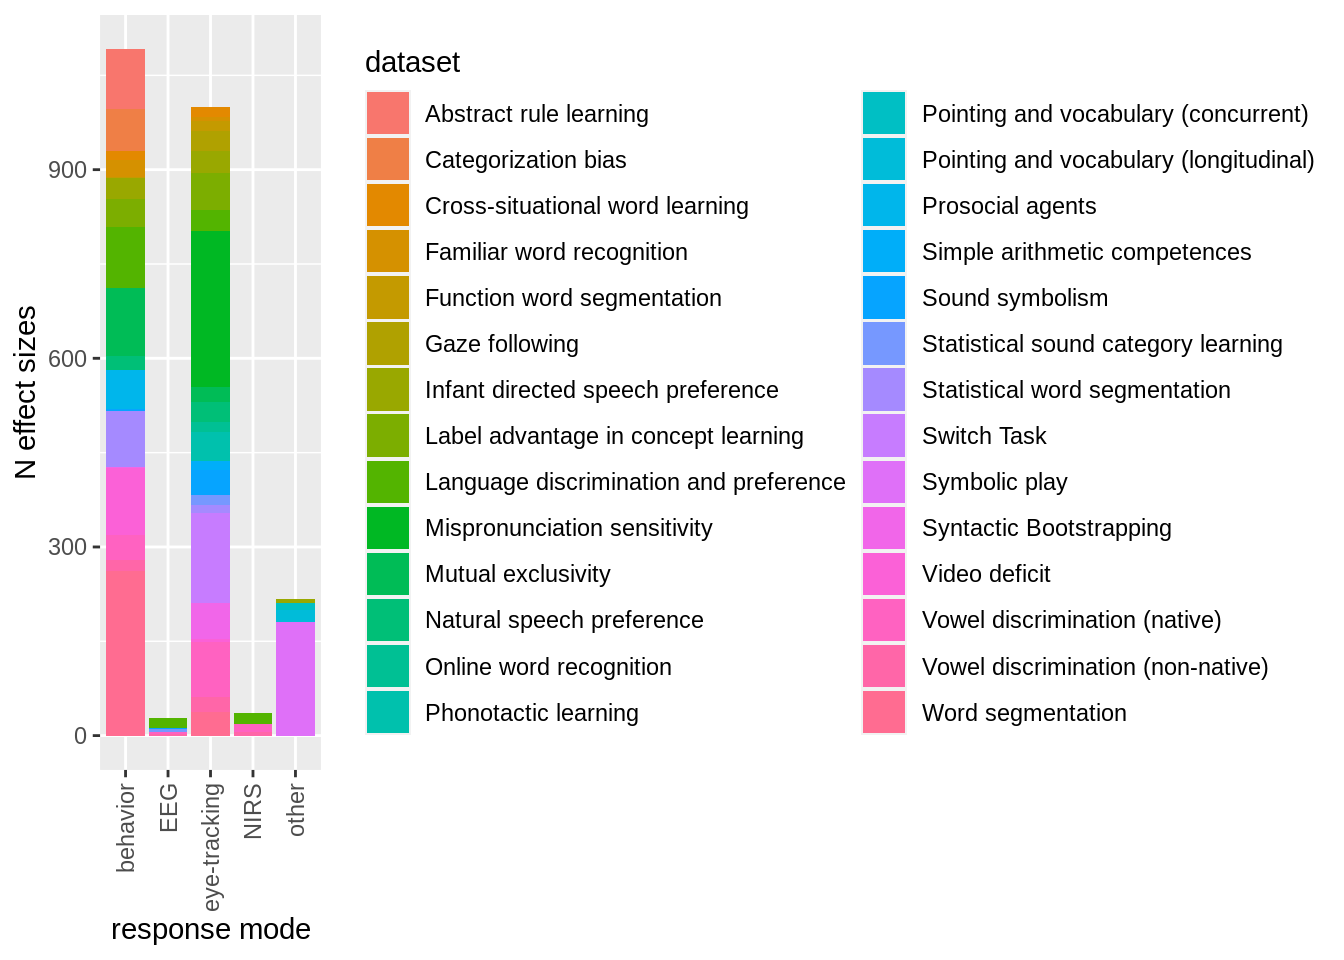 N effect sizes
900
600
300
0
behavior
EEG
eye-tracking
NIRS
other
response mode
dataset
Abstract rule learning
Categorization bias
Cross-situational word learning
Familiar word recognition
Function word segmentation
Gaze following
Infant directed speech preference
Label advantage in concept learning
Language discrimination and preference
Mispronunciation sensitivity
Mutual exclusivity
Natural speech preference
Online word recognition
Phonotactic learning
Pointing and vocabulary (concurrent)
Pointing and vocabulary (longitudinal)
Prosocial agents
Simple arithmetic competences
Sound symbolism
Statistical sound category learning
Statistical word segmentation
Switch Task
Symbolic play
Syntactic Bootstrapping
Video deficit
Vowel discrimination (native)
Vowel discrimination (non-native)
Word segmentation